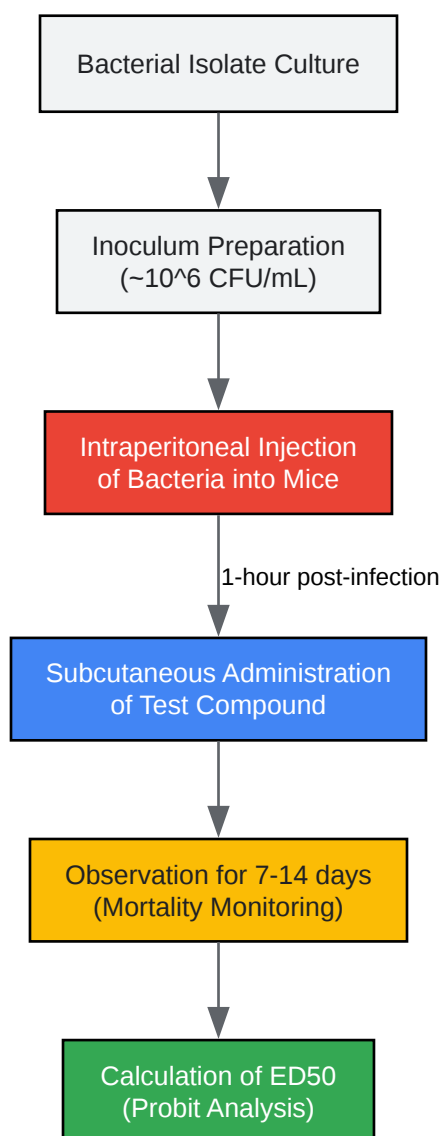 Bacterial Isolate Culture
Inoculum Preparation
(~10^6 CFU/mL)
Intraperitoneal Injection
of Bacteria into Mice
1-hour post-infection
Subcutaneous Administration
of Test Compound
Observation for 7-14 days
(Mortality Monitoring)
Calculation of ED50
(Probit Analysis)